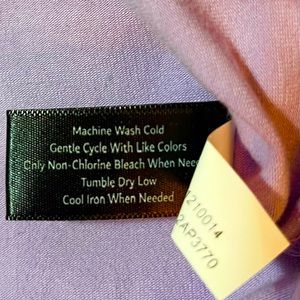 Machine Wash Cold
Gentle Cycle With Like Colors
Only Non-Chlorine Bleach When
Tumble Dry Low
Cool Iron When Needed
210014
AP3770